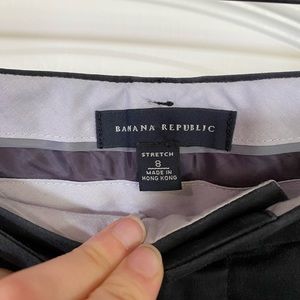 BANANA REPUBLIC
STRETCH
8
MADE IN
HONG KONG